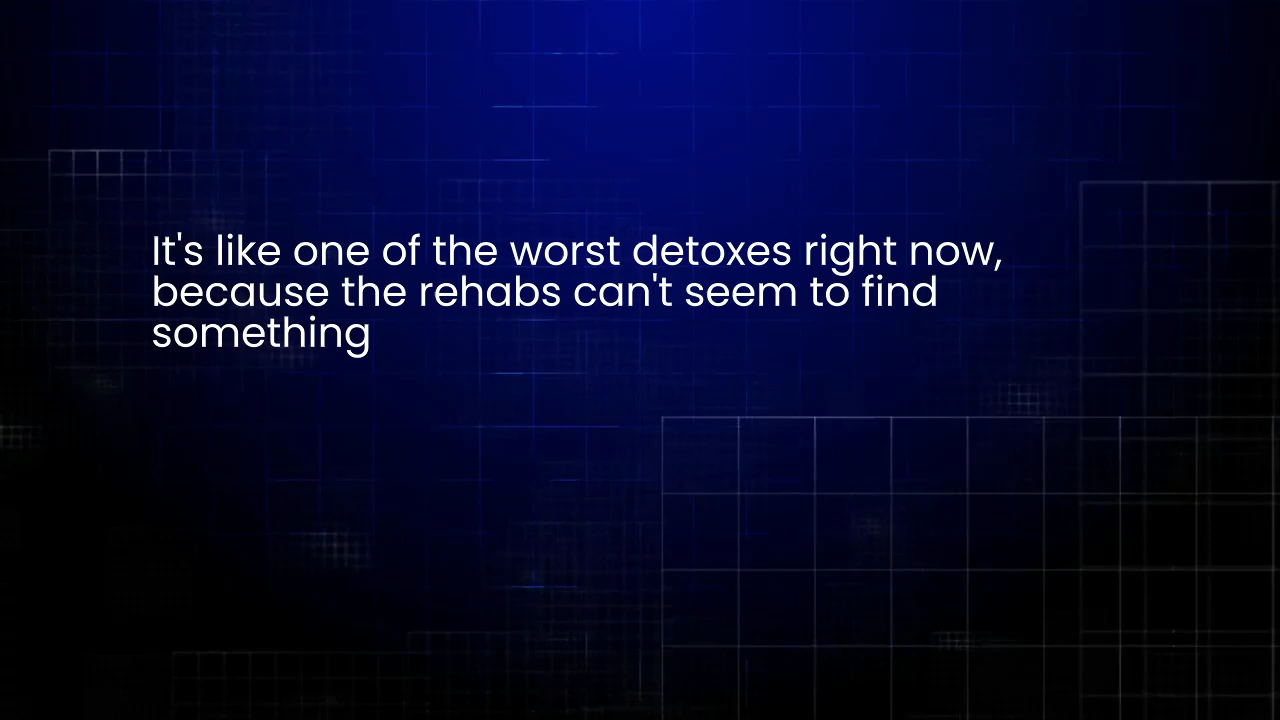 It's like one of the worst detoxes right now,
because the rehabs can't seem to find
something